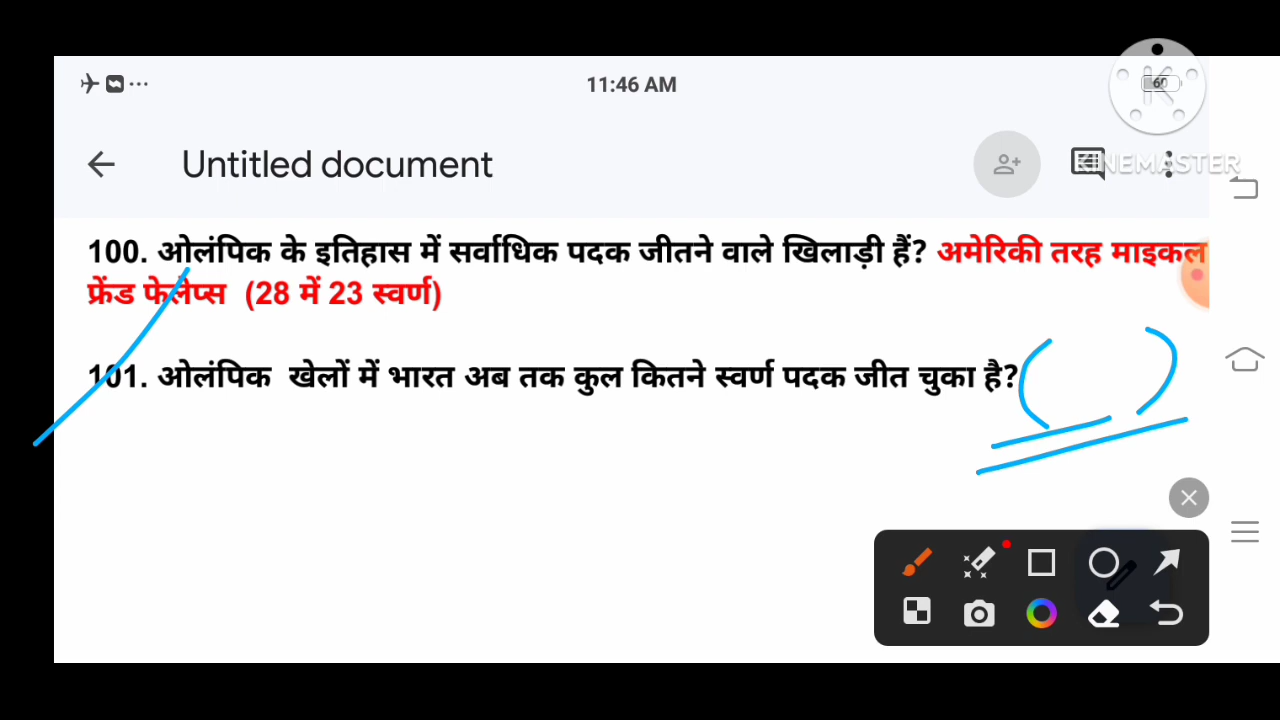 11:46 AM
60
Untitled document
KINEMASTER
100. ओलंपिक के इतिहास में सर्वाधिक पदक जीतने वाले खिलाड़ी हैं? अमेरिकी तरह माइकल
फ्रेंड फेलेप्स (28 में 23 स्वर्ण)
101. ओलंपिक खेलों में भारत अब तक कुल कितने स्वर्ण पदक जीत चुका है?